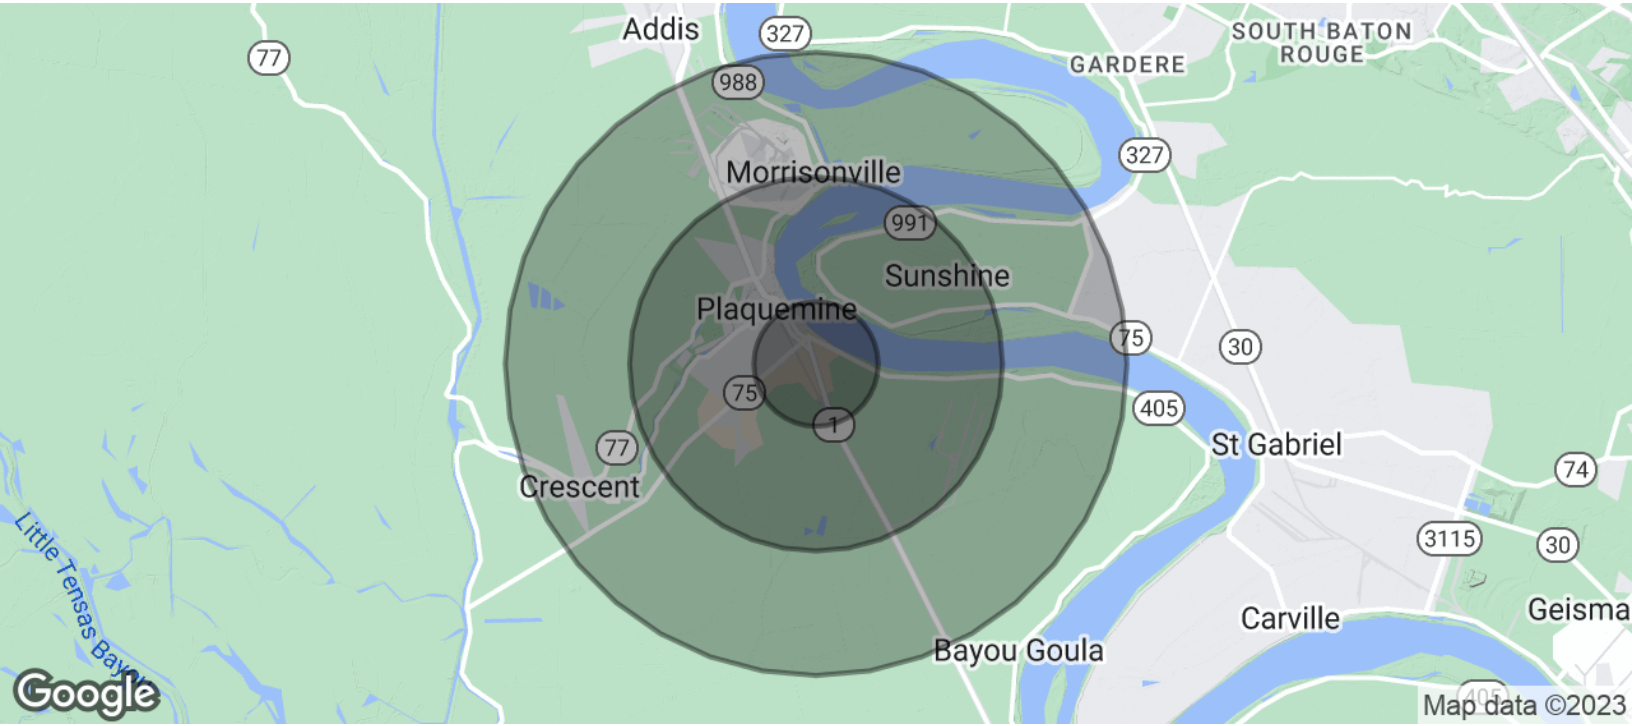 Addis
327
77
SOUTH BATON
ROUGE
GARDERE
988
327
Morrisonville
991
Sunshine
Plaquemine
75
30
75
405
1
77
St Gabriel
74
Crescent
3115
30
Little Tensas Bayou
Geisma
Carville
Bayou Goula
405
Google
Map data ©2023